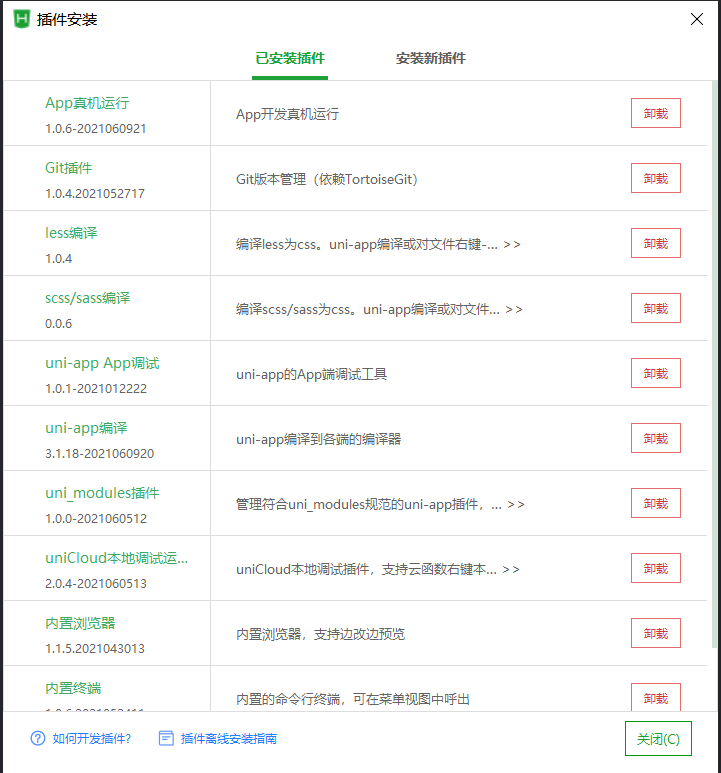 插件安装
已安装插件 安装新插件
App真机运行
1.0.6-2021060921
App开发真机运行
卸载
Git插件
1.0.4.2021052717
Git版本管理（依赖TortoiseGit）
卸载
less编译
1.0.4
编译less为css。uni-app编译或对文件右键-... >>
卸载
scss/sass编译
0.0.6
编译scss/sass为css。uni-app编译或对文件... >>
卸载
uni-app App调试
1.0.1-2021012222
uni-app的App端调试工具
卸载
uni-app编译
3.1.18-2021060920
uni-app编译到各端的编译器
卸载
uni_modules插件
1.0.0-2021060512
管理符合uni_modules规范的uni-app插件，... >>
卸载
uniCloud本地调试运...
2.0.4-2021060513
uniCloud本地调试插件，支持云函数右键本... >>
卸载
内置浏览器
1.1.5.2021043013
内置浏览器，支持边改边预览
卸载
内置终端
内置的命令行终端，可在菜单视图中呼出
卸载
如何开发插件? 插件离线安装指南
关闭(C)